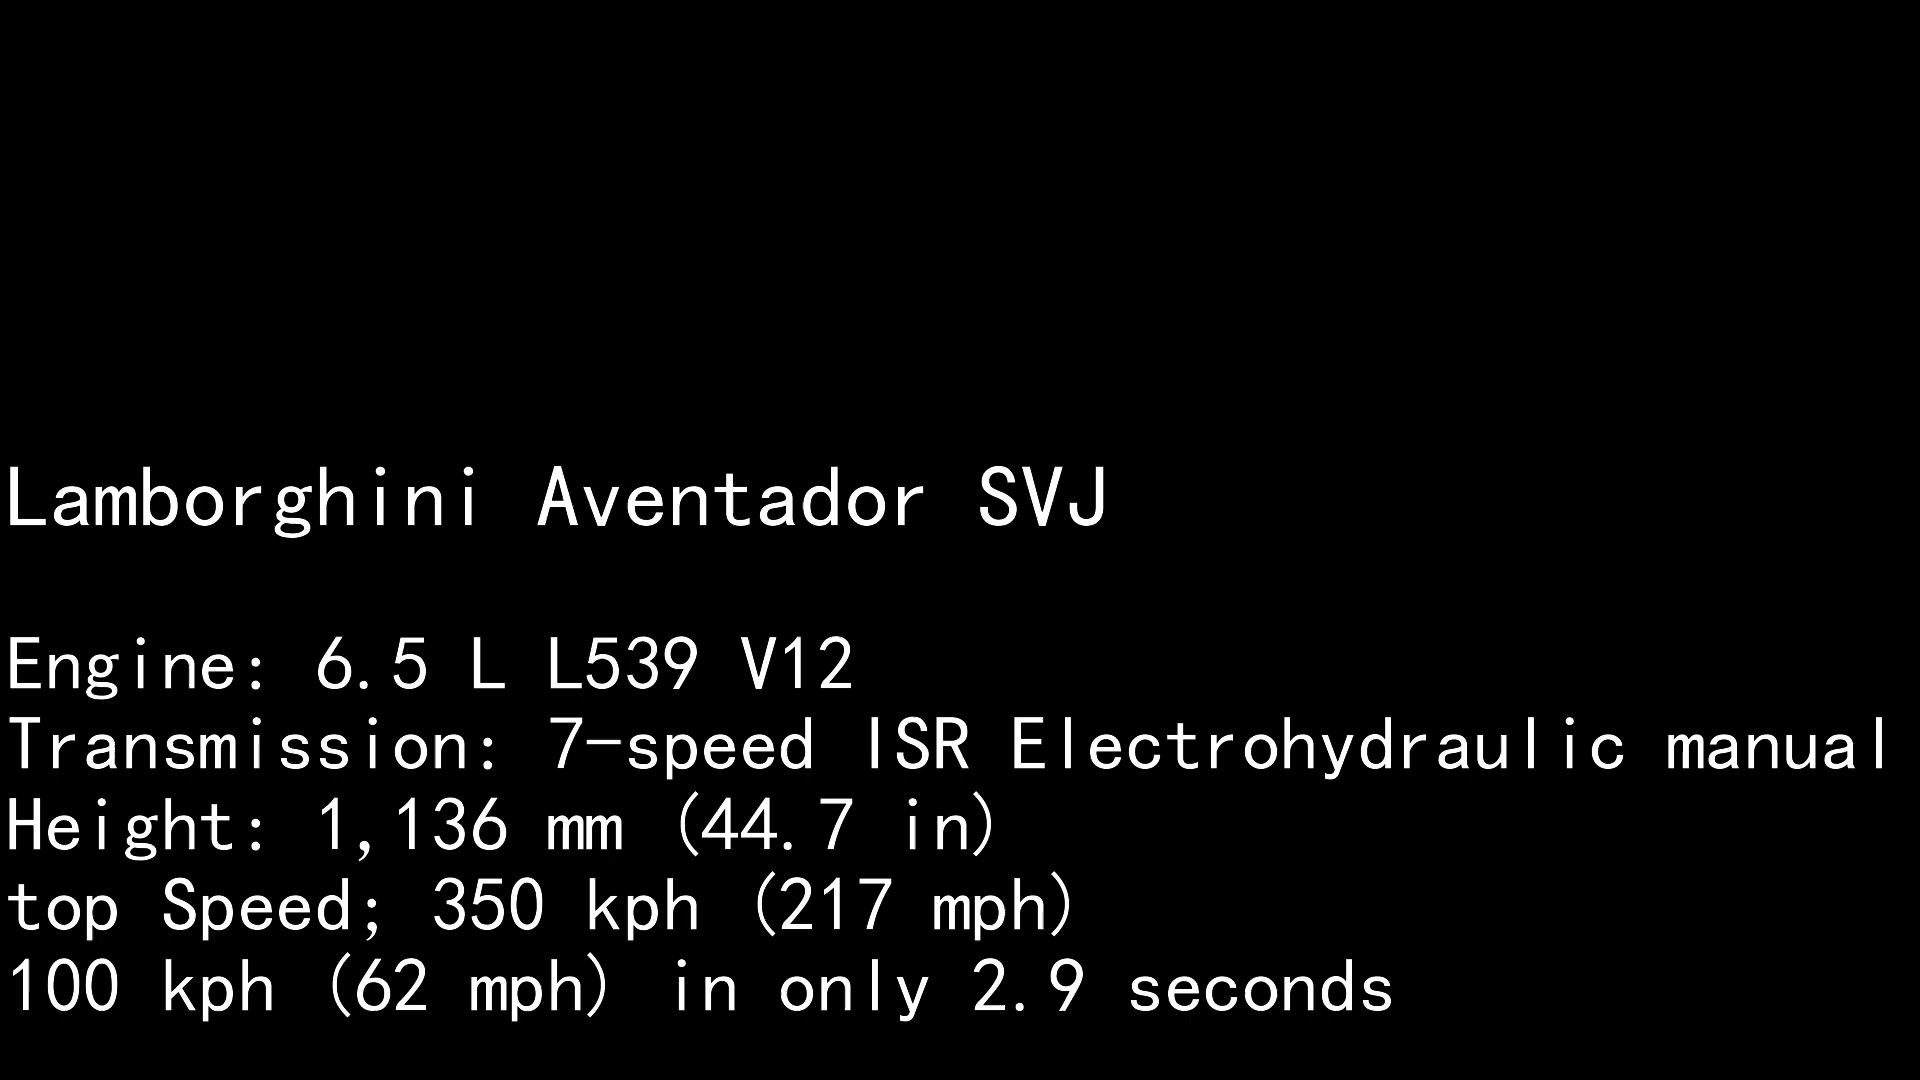 Lamborghini Aventador SVJ
Engine: 6.5 L L539 V12
Transmission: 7-speed ISR Electrohydraulic manual
Height: 1,136 mm (44.7 in)
top Speed; 350 kph (217 mph)
100 kph (62 mph) in only 2.9 seconds